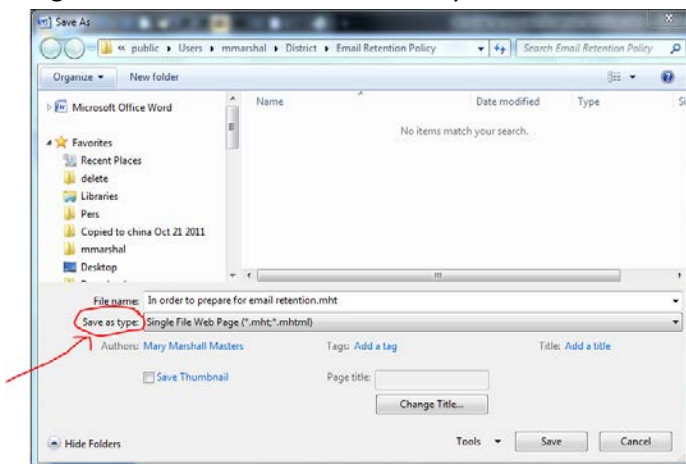 Save As
« public ▸ Users ▸ mmarshal ▸ District ▸ Email Retention Policy
Search Email Retention Policy
Organize
New folder
Microsoft Office Word
Name
Date modified
Type
Si
No items match your search.
Favorites
Recent Places
delete
Libraries
Pers
Copied to china Oct 21 2011
mmarshal
Desktop
File name: In order to prepare for email retention.mht
Save as type: Single File Web Page (*.mht;*.mhtml)
Authors: Mary Marshall Masters
Tags: Add a tag
Title: Add a title
Save Thumbnail
Page title:
Change Title...
Hide Folders
Tools
Save
Cancel